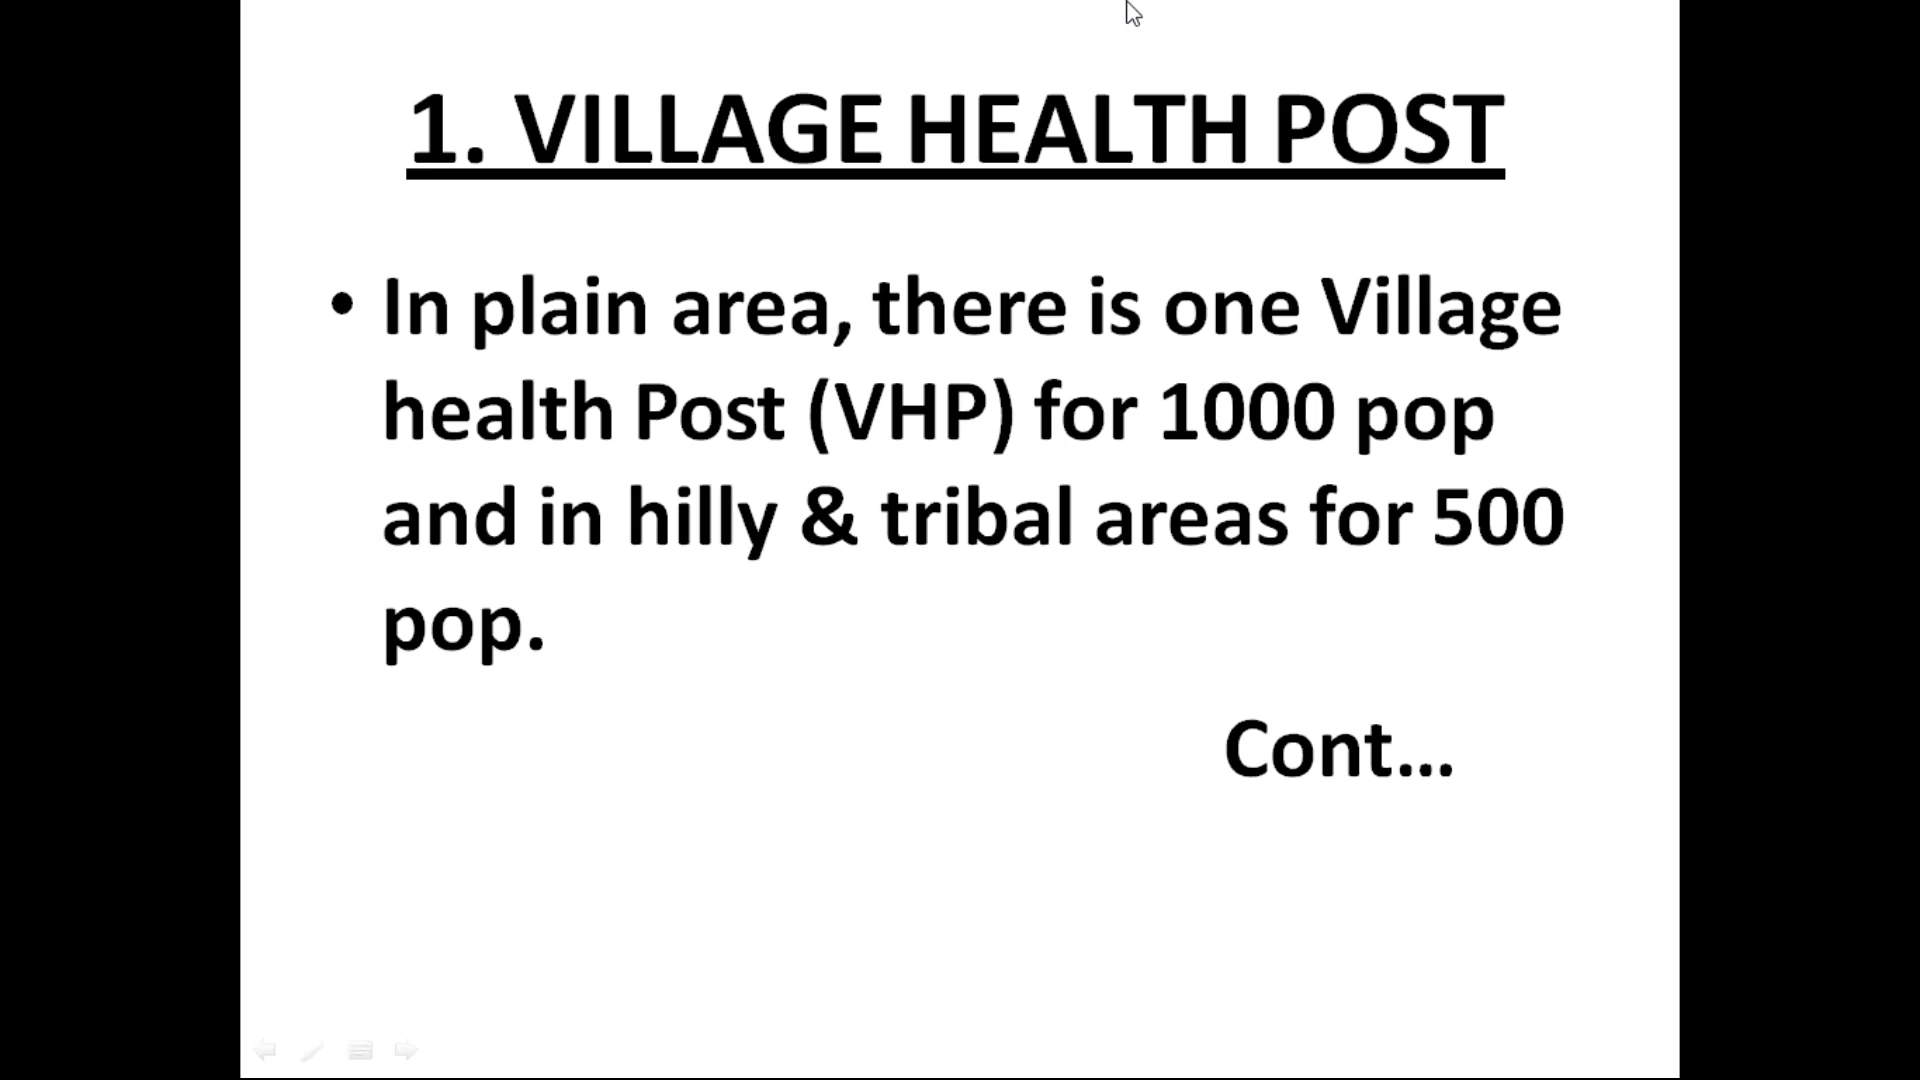 1. VILLAGE HEALTH POST
• In plain area, there is one Village
health Post (VHP) for 1000 pop
and in hilly & tribal areas for 500
pop.
Cont...